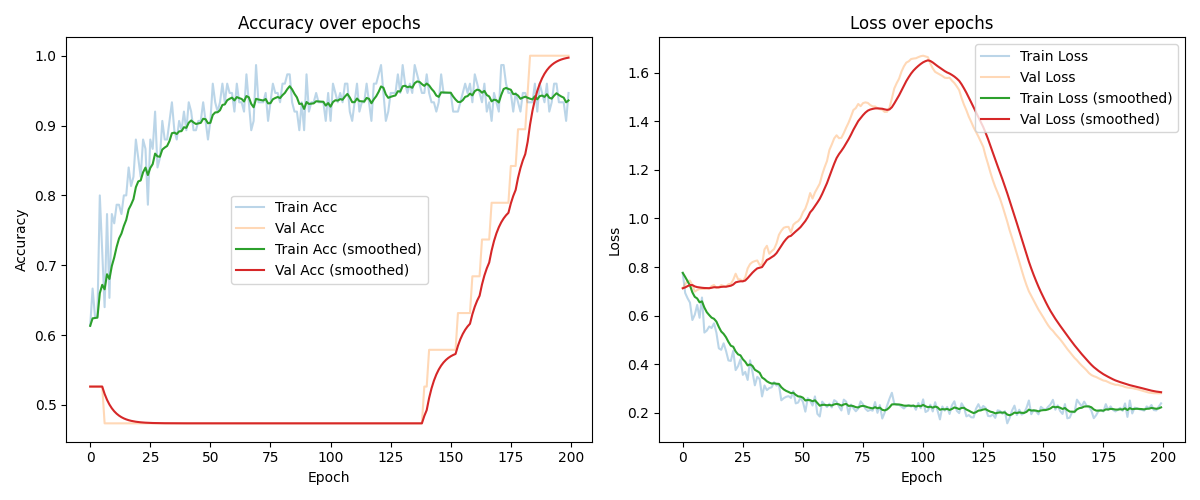 Accuracy over epochs
1.0
0.9
0.8
0.7
0.6
0.5
Accuracy
Train Acc
Val Acc
Train Acc (smoothed)
Val Acc (smoothed)
0 25 50 75 100 125 150 175 200
Epoch
Loss over epochs
1.6
1.4
1.2
1.0
0.8
0.6
0.4
0.2
Loss
Train Loss
Val Loss
Train Loss (smoothed)
Val Loss (smoothed)
0 25 50 75 100 125 150 175 200
Epoch